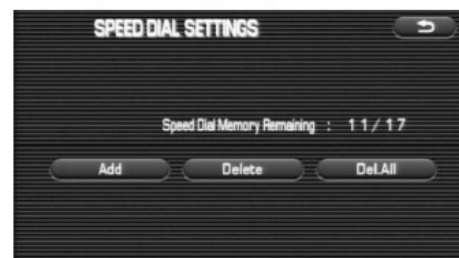 SPEED DIAL SETTINGS
Speed Dial Memory Remaining : 11/17
Add Delete Del.All